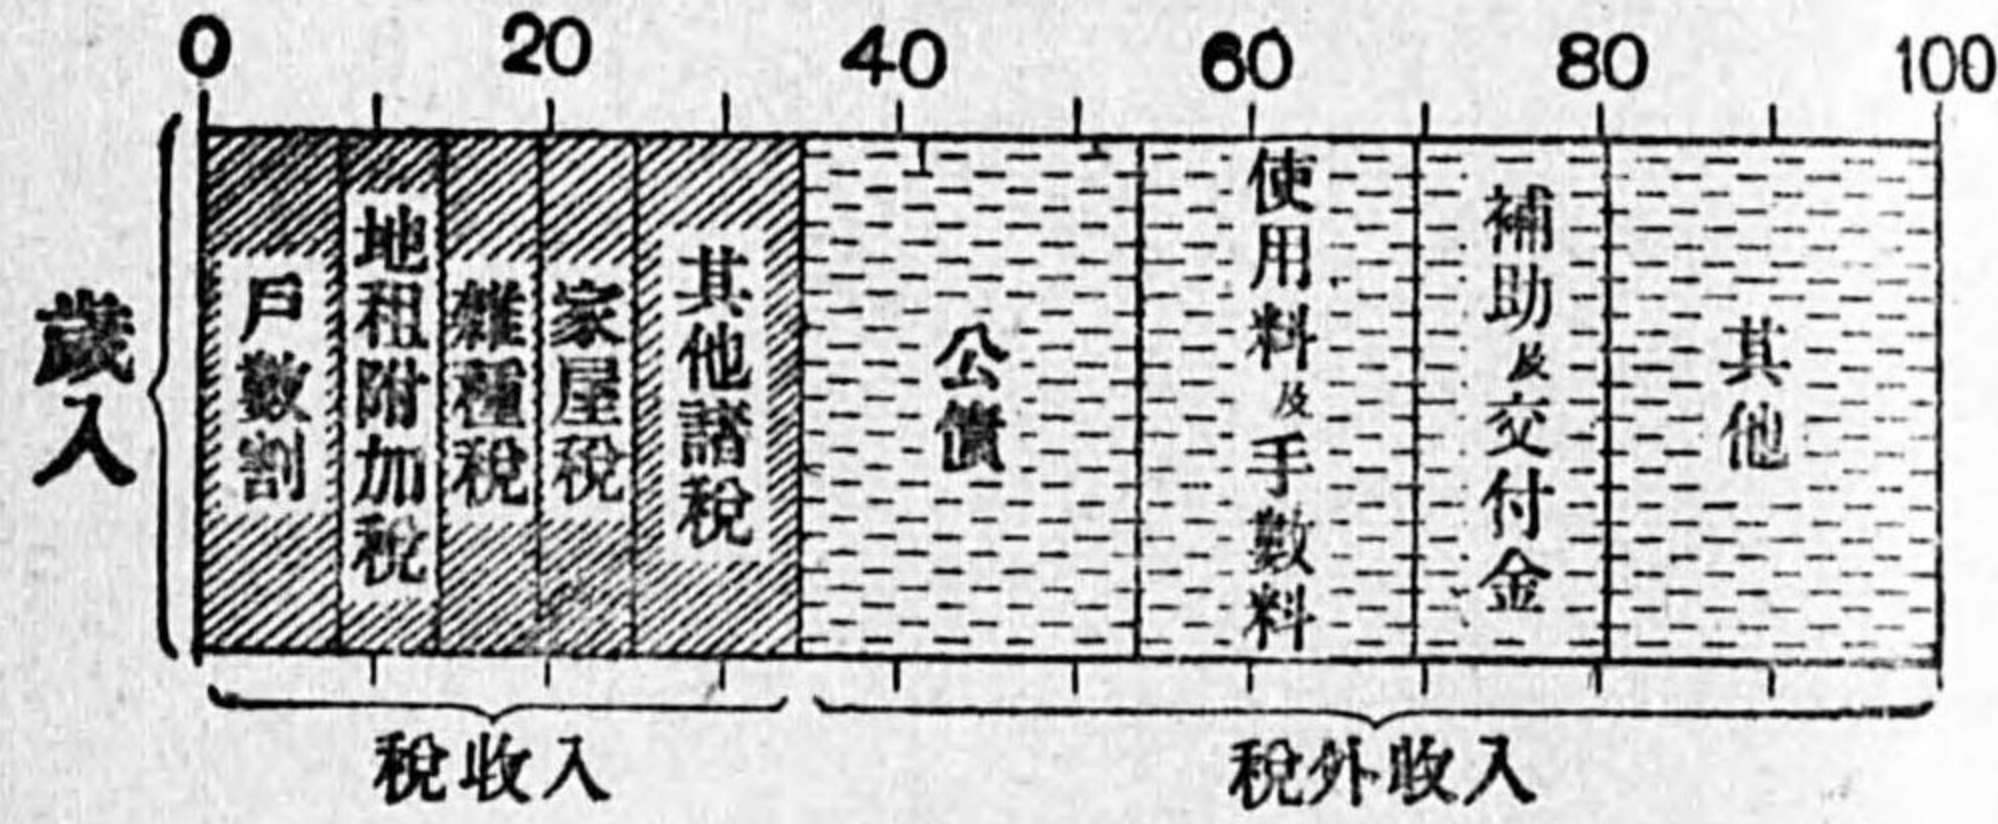 0 20 40 60 80 100
歲入
戶數割
地租附加稅
雜種稅
家屋稅
其他諸稅
公債
使用料及手數料
補助及交付金
其他
稅收入
稅外收入